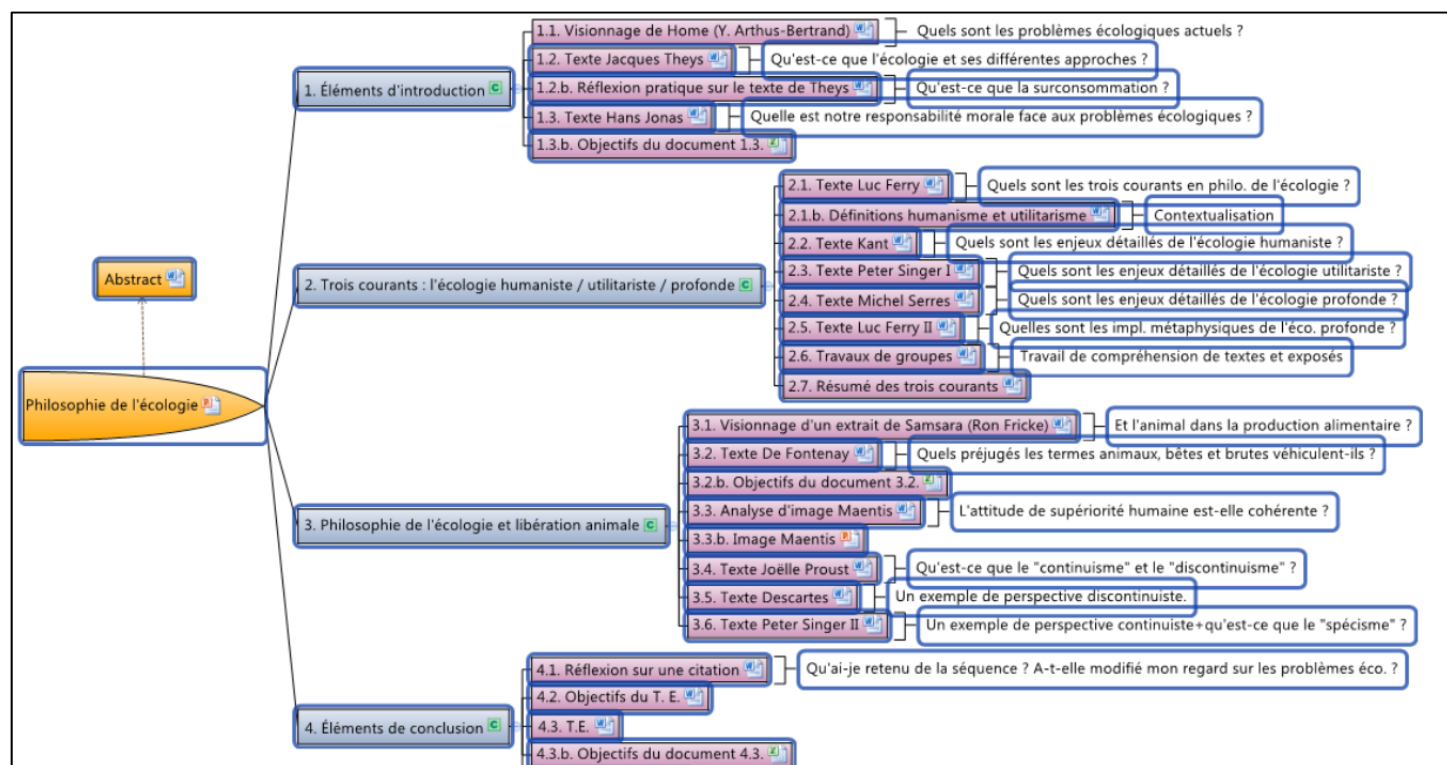 Abstract
Philosophie de l'écologie
1. Éléments d'introduction
1.1. Visionnage de Home (Y. Arthus-Bertrand)
Quels sont les problèmes écologiques actuels ?
1.2. Texte Jacques Theys
Qu'est-ce que l'écologie et ses différentes approches ?
1.2.b. Réflexion pratique sur le texte de Theys
Qu'est-ce que la surconsommation ?
1.3. Texte Hans Jonas
Quelle est notre responsabilité morale face aux problèmes écologiques ?
1.3.b. Objectifs du document 1.3.
2. Trois courants : l'écologie humaniste / utilitariste / profonde
2.1. Texte Luc Ferry
Quels sont les trois courants en philo. de l'écologie ?
2.1.b. Définitions humanisme et utilitarisme
Contextualisation
2.2. Texte Kant
Quels sont les enjeux détaillés de l'écologie humaniste ?
2.3. Texte Peter Singer I
Quels sont les enjeux détaillés de l'écologie utilitariste ?
2.4. Texte Michel Serres
Quels sont les enjeux détaillés de l'écologie profonde ?
2.5. Texte Luc Ferry II
Quelles sont les impl. métaphysiques de l'éco. profonde ?
2.6. Travaux de groupes
Travail de compréhension de textes et exposés
2.7. Résumé des trois courants
3. Philosophie de l'écologie et libération animale
3.1. Visionnage d'un extrait de Samsara (Ron Fricke)
Et l'animal dans la production alimentaire ?
3.2. Texte De Fontenay
Quels préjugés les termes animaux, bêtes et brutes véhiculent-ils ?
3.2.b. Objectifs du document 3.2.
3.3. Analyse d'image Maentis
L'attitude de supériorité humaine est-elle cohérente ?
3.3.b. Image Maentis
3.4. Texte Joëlle Proust
Qu'est-ce que le "continuisme" et le "discontinuisme" ?
3.5. Texte Descartes
Un exemple de perspective discontinuiste.
3.6. Texte Peter Singer II
Un exemple de perspective continuiste+qu'est-ce que le "spécisme" ?
4. Éléments de conclusion
4.1. Réflexion sur une citation
Qu'ai-je retenu de la séquence ? A-t-elle modifié mon regard sur les problèmes éco. ?
4.2. Objectifs du T. E.
4.3. T.E.
4.3.b. Objectifs du document 4.3.